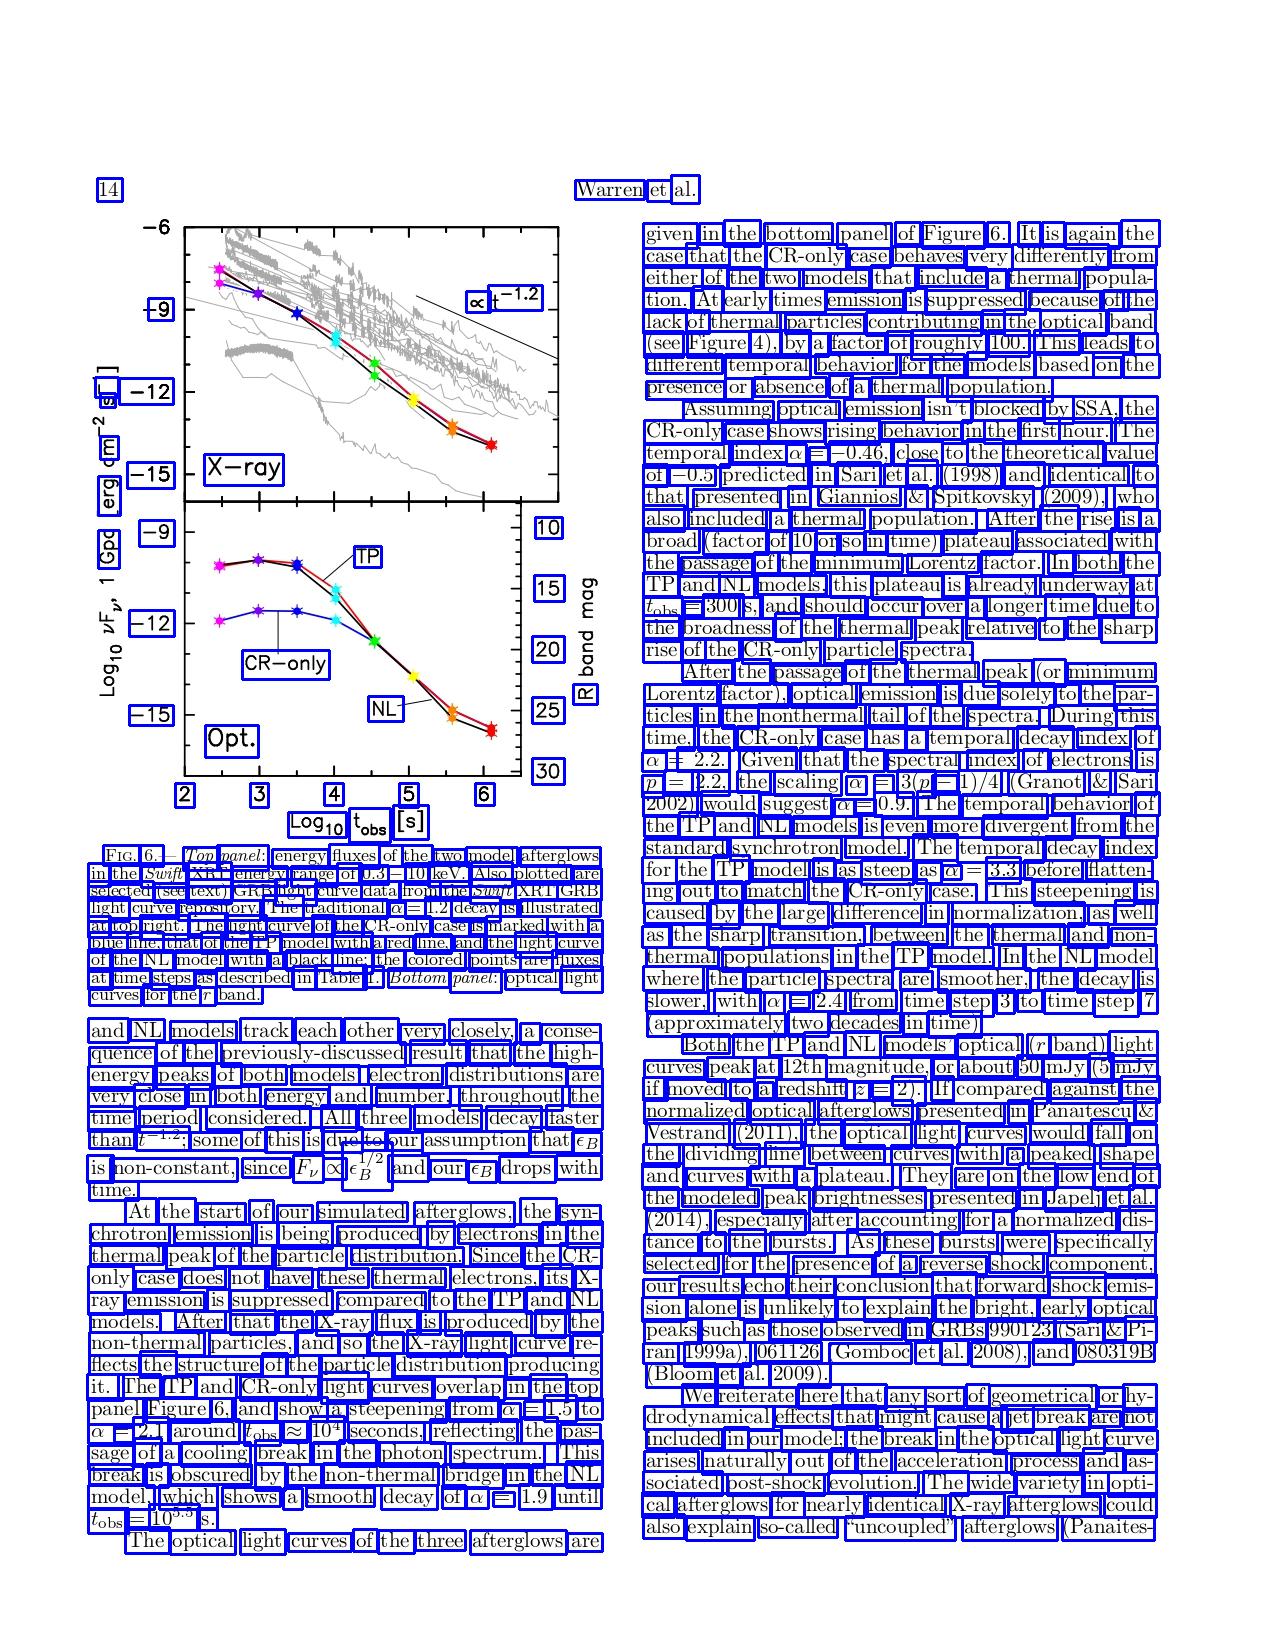 14
Warren et al.
−6
−9
−12
−15
∝ t−1.2
X−ray
−9
−12
−15
10
15
20
25
30
TP
CR−only
NL
Opt.
Log10 νFν, 1 Gpc [erg cm−2 s−1]
R band mag
2 3 4 5 6
Log10 tobs [s]
Fig. 6.— Top panel: energy fluxes of the two model afterglows
in the Swift XRT energy range of 0.3 − 10 keV. Also plotted are
selected (see text) GRB light curve data from the Swift XRT GRB
light curve repository. The traditional α = 1.2 decay is illustrated
at top right. The light curve of the CR-only case is marked with a
blue line, that of the TP model with a red line, and the light curve
of the NL model with a black line; the colored points are fluxes
at time steps as described in Table 1. Bottom panel: optical light
curves for the r band.
and NL models track each other very closely, a conse-
quence of the previously-discussed result that the high-
energy peaks of both models' electron distributions are
very close in both energy and number, throughout the
time period considered. All three models decay faster
than t−1.2; some of this is due to our assumption that ϵB
is non-constant, since Fν ∝ ϵB1/2 and our ϵB drops with
time.
At the start of our simulated afterglows, the syn-
chrotron emission is being produced by electrons in the
thermal peak of the particle distribution. Since the CR-
only case does not have these thermal electrons, its X-
ray emission is suppressed compared to the TP and NL
models. After that the X-ray flux is produced by the
non-thermal particles, and so the X-ray light curve re-
flects the structure of the particle distribution producing
it. The TP and CR-only light curves overlap in the top
panel Figure 6, and show a steepening from α = 1.5 to
α = 2.1 around tobs ≈ 104 seconds, reflecting the pas-
sage of a cooling break in the photon spectrum. This
break is obscured by the non-thermal bridge in the NL
model, which shows a smooth decay of α = 1.9 until
tobs = 105.5 s.
The optical light curves of the three afterglows are
given in the bottom panel of Figure 6. It is again the
case that the CR-only case behaves very differently from
either of the two models that include a thermal popula-
tion. At early times emission is suppressed because of the
lack of thermal particles contributing in the optical band
(see Figure 4), by a factor of roughly 100. This leads to
different temporal behavior for the models based on the
presence or absence of a thermal population.
Assuming optical emission isn't blocked by SSA, the
CR-only case shows rising behavior in the first hour. The
temporal index α = −0.46, close to the theoretical value
of −0.5 predicted in Sari et al. (1998) and identical to
that presented in Giannios & Spitkovsky (2009), who
also included a thermal population. After the rise is a
broad (factor of 10 or so in time) plateau associated with
the passage of the minimum Lorentz factor. In both the
TP and NL models, this plateau is already underway at
tobs = 300 s, and should occur over a longer time due to
the broadness of the thermal peak relative to the sharp
rise of the CR-only particle spectra.
After the passage of the thermal peak (or minimum
Lorentz factor), optical emission is due solely to the par-
ticles in the nonthermal tail of the spectra. During this
time, the CR-only case has a temporal decay index of
α = 2.2. Given that the spectral index of electrons is
p = 2.2, the scaling α = 3(p − 1)/4 (Granot & Sari
2002) would suggest α = 0.9. The temporal behavior of
the TP and NL models is even more divergent from the
standard synchrotron model. The temporal decay index
for the TP model is as steep as α = 3.3 before flatten-
ing out to match the CR-only case. This steepening is
caused by the large difference in normalization, as well
as the sharp transition, between the thermal and non-
thermal populations in the TP model. In the NL model
where the particle spectra are smoother, the decay is
slower, with α = 2.4 from time step 3 to time step 7
(approximately two decades in time)
Both the TP and NL models' optical (r band) light
curves peak at 12th magnitude, or about 50 mJy (5 mJy
if moved to a redshift z = 2). If compared against the
normalized optical afterglows presented in Panaitescu &
Vestrand (2011), the optical light curves would fall on
the dividing line between curves with a peaked shape
and curves with a plateau. They are on the low end of
the modeled peak brightnesses presented in Japelj et al.
(2014), especially after accounting for a normalized dis-
tance to the bursts. As these bursts were specifically
selected for the presence of a reverse shock component,
our results echo their conclusion that forward shock emis-
sion alone is unlikely to explain the bright, early optical
peaks such as those observed in GRBs 990123 (Sari & Pi-
ran 1999a), 061126 (Gomboc et al. 2008), and 080319B
(Bloom et al. 2009).
We reiterate here that any sort of geometrical or hy-
drodynamical effects that might cause a jet break are not
included in our model; the break in the optical light curve
arises naturally out of the acceleration process and as-
sociated post-shock evolution. The wide variety in opti-
cal afterglows for nearly identical X-ray afterglows could
also explain so-called “uncoupled” afterglows (Panaites-